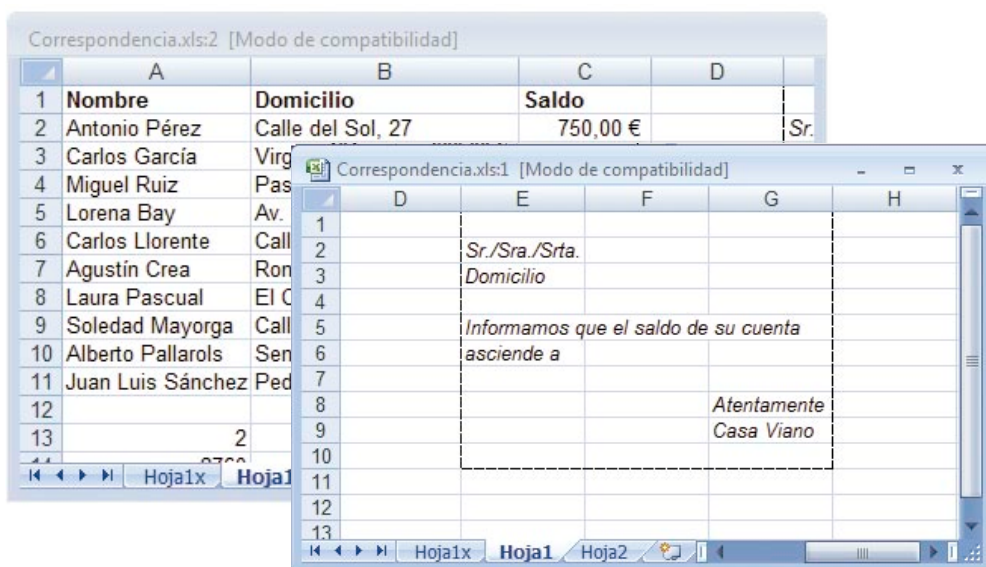 Correspondencia.xls:2 [Modo de compatibilidad]
A B C D
1 Nombre Domicilio Saldo
2 Antonio Pérez Calle del Sol, 27 750,00 € Sr.
3 Carlos García Virg
4 Miguel Ruiz Pas
5 Lorena Bay Av.
6 Carlos Llorente Call
7 Agustín Crea Ron
8 Laura Pascual El C
9 Soledad Mayorga Call
10 Alberto Pallarols Sen
11 Juan Luis Sánchez Ped
12
13 2
Hoja1x Hoja1
Correspondencia.xls:1 [Modo de compatibilidad]
D E F G H
1
2 Sr./Sra./Srta.
3 Domicilio
4
5 Informamos que el saldo de su cuenta
6 asciende a
7
8 Atentamente
9 Casa Viano
10
11
12
13
Hoja1x Hoja1 Hoja2